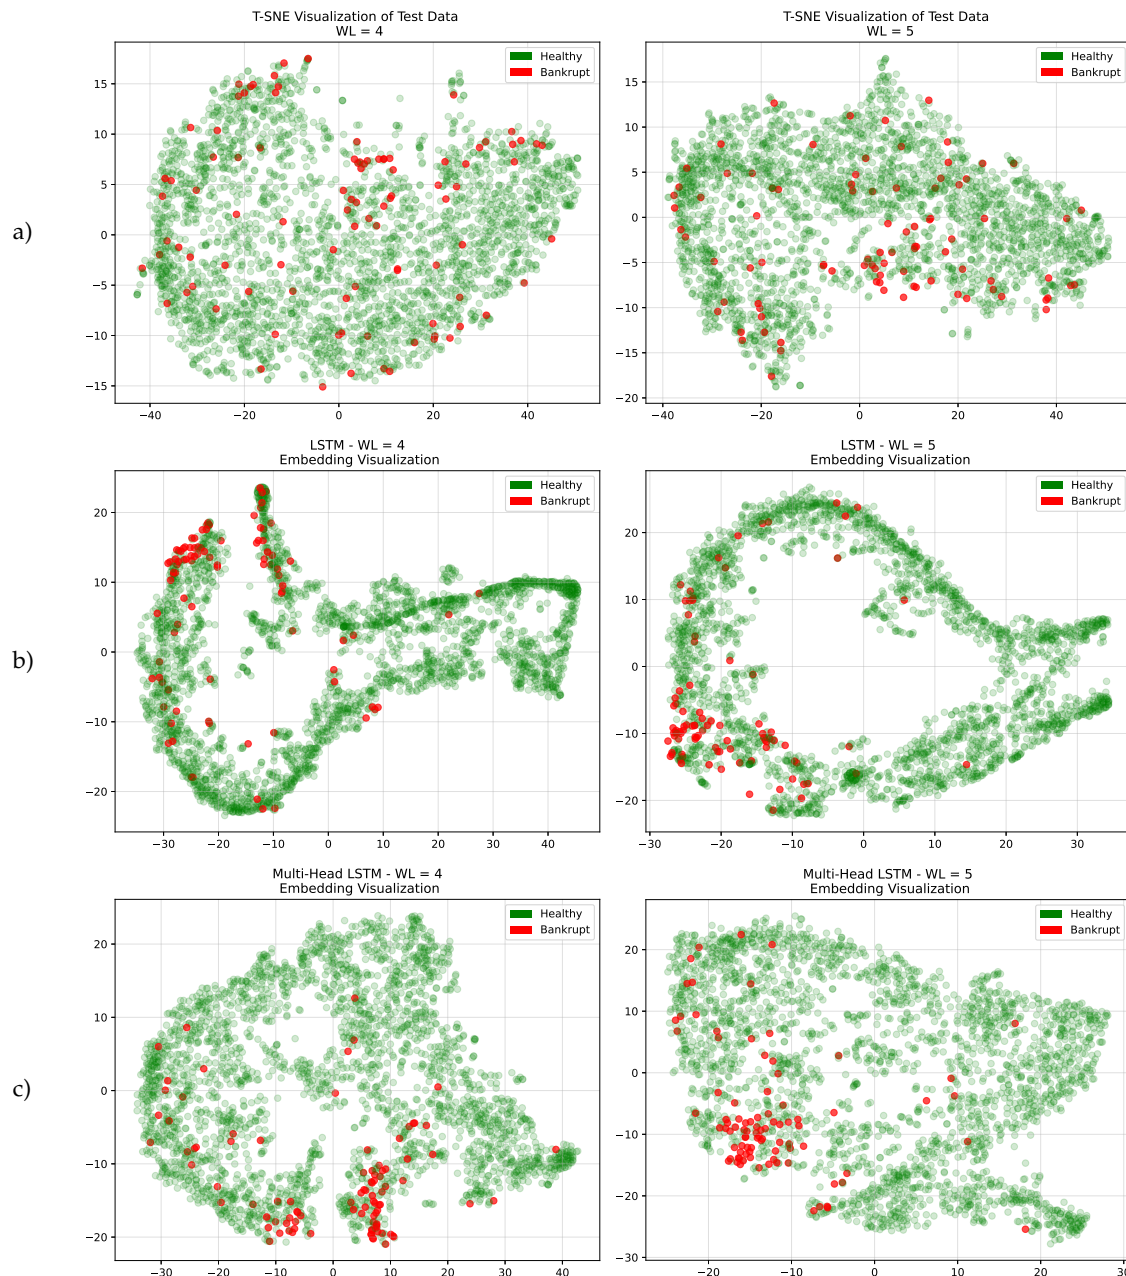 T-SNE Visualization of Test Data
WL = 4
Healthy
Bankrupt
15
10
5
0
−5
−10
−15
−40 −20 0 20 40
T-SNE Visualization of Test Data
WL = 5
Healthy
Bankrupt
15
10
5
0
−5
−10
−15
−20
−40 −20 0 20 40
a)
LSTM - WL = 4
Embedding Visualization
Healthy
Bankrupt
20
10
0
−10
−20
−30 −20 −10 0 10 20 30 40
LSTM - WL = 5
Embedding Visualization
Healthy
Bankrupt
20
10
0
−10
−20
−30 −20 −10 0 10 20 30
b)
Multi-Head LSTM - WL = 4
Embedding Visualization
Healthy
Bankrupt
20
10
0
−10
−20
−30 −20 −10 0 10 20 30 40
Multi-Head LSTM - WL = 5
Embedding Visualization
Healthy
Bankrupt
20
10
0
−10
−20
−30
−20 −10 0 10 20 30
c)